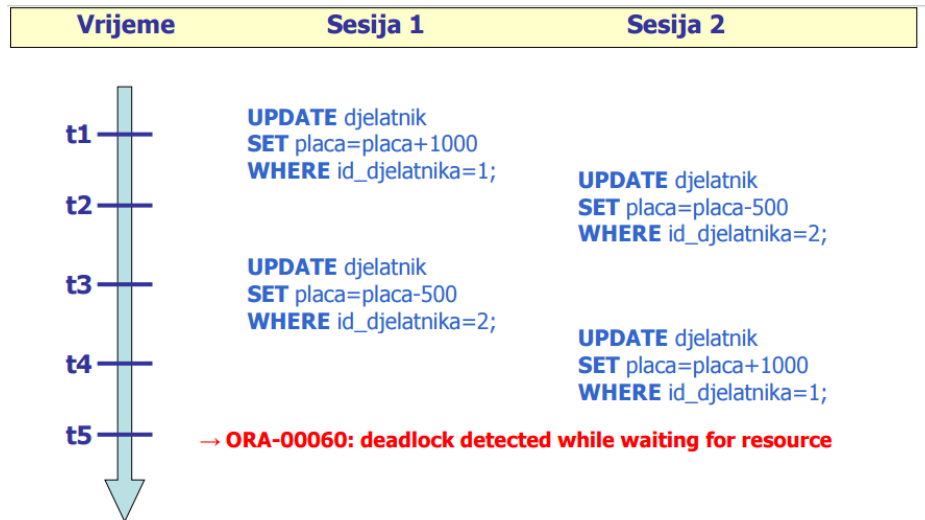 Vrijeme Sesija 1 Sesija 2
t1
UPDATE djelatnik
SET placa=placa+1000
WHERE id_djelatnika=1;
t2
UPDATE djelatnik
SET placa=placa-500
WHERE id_djelatnika=2;
t3
UPDATE djelatnik
SET placa=placa-500
WHERE id_djelatnika=2;
t4
UPDATE djelatnik
SET placa=placa+1000
WHERE id_djelatnika=1;
t5
→ ORA-00060: deadlock detected while waiting for resource